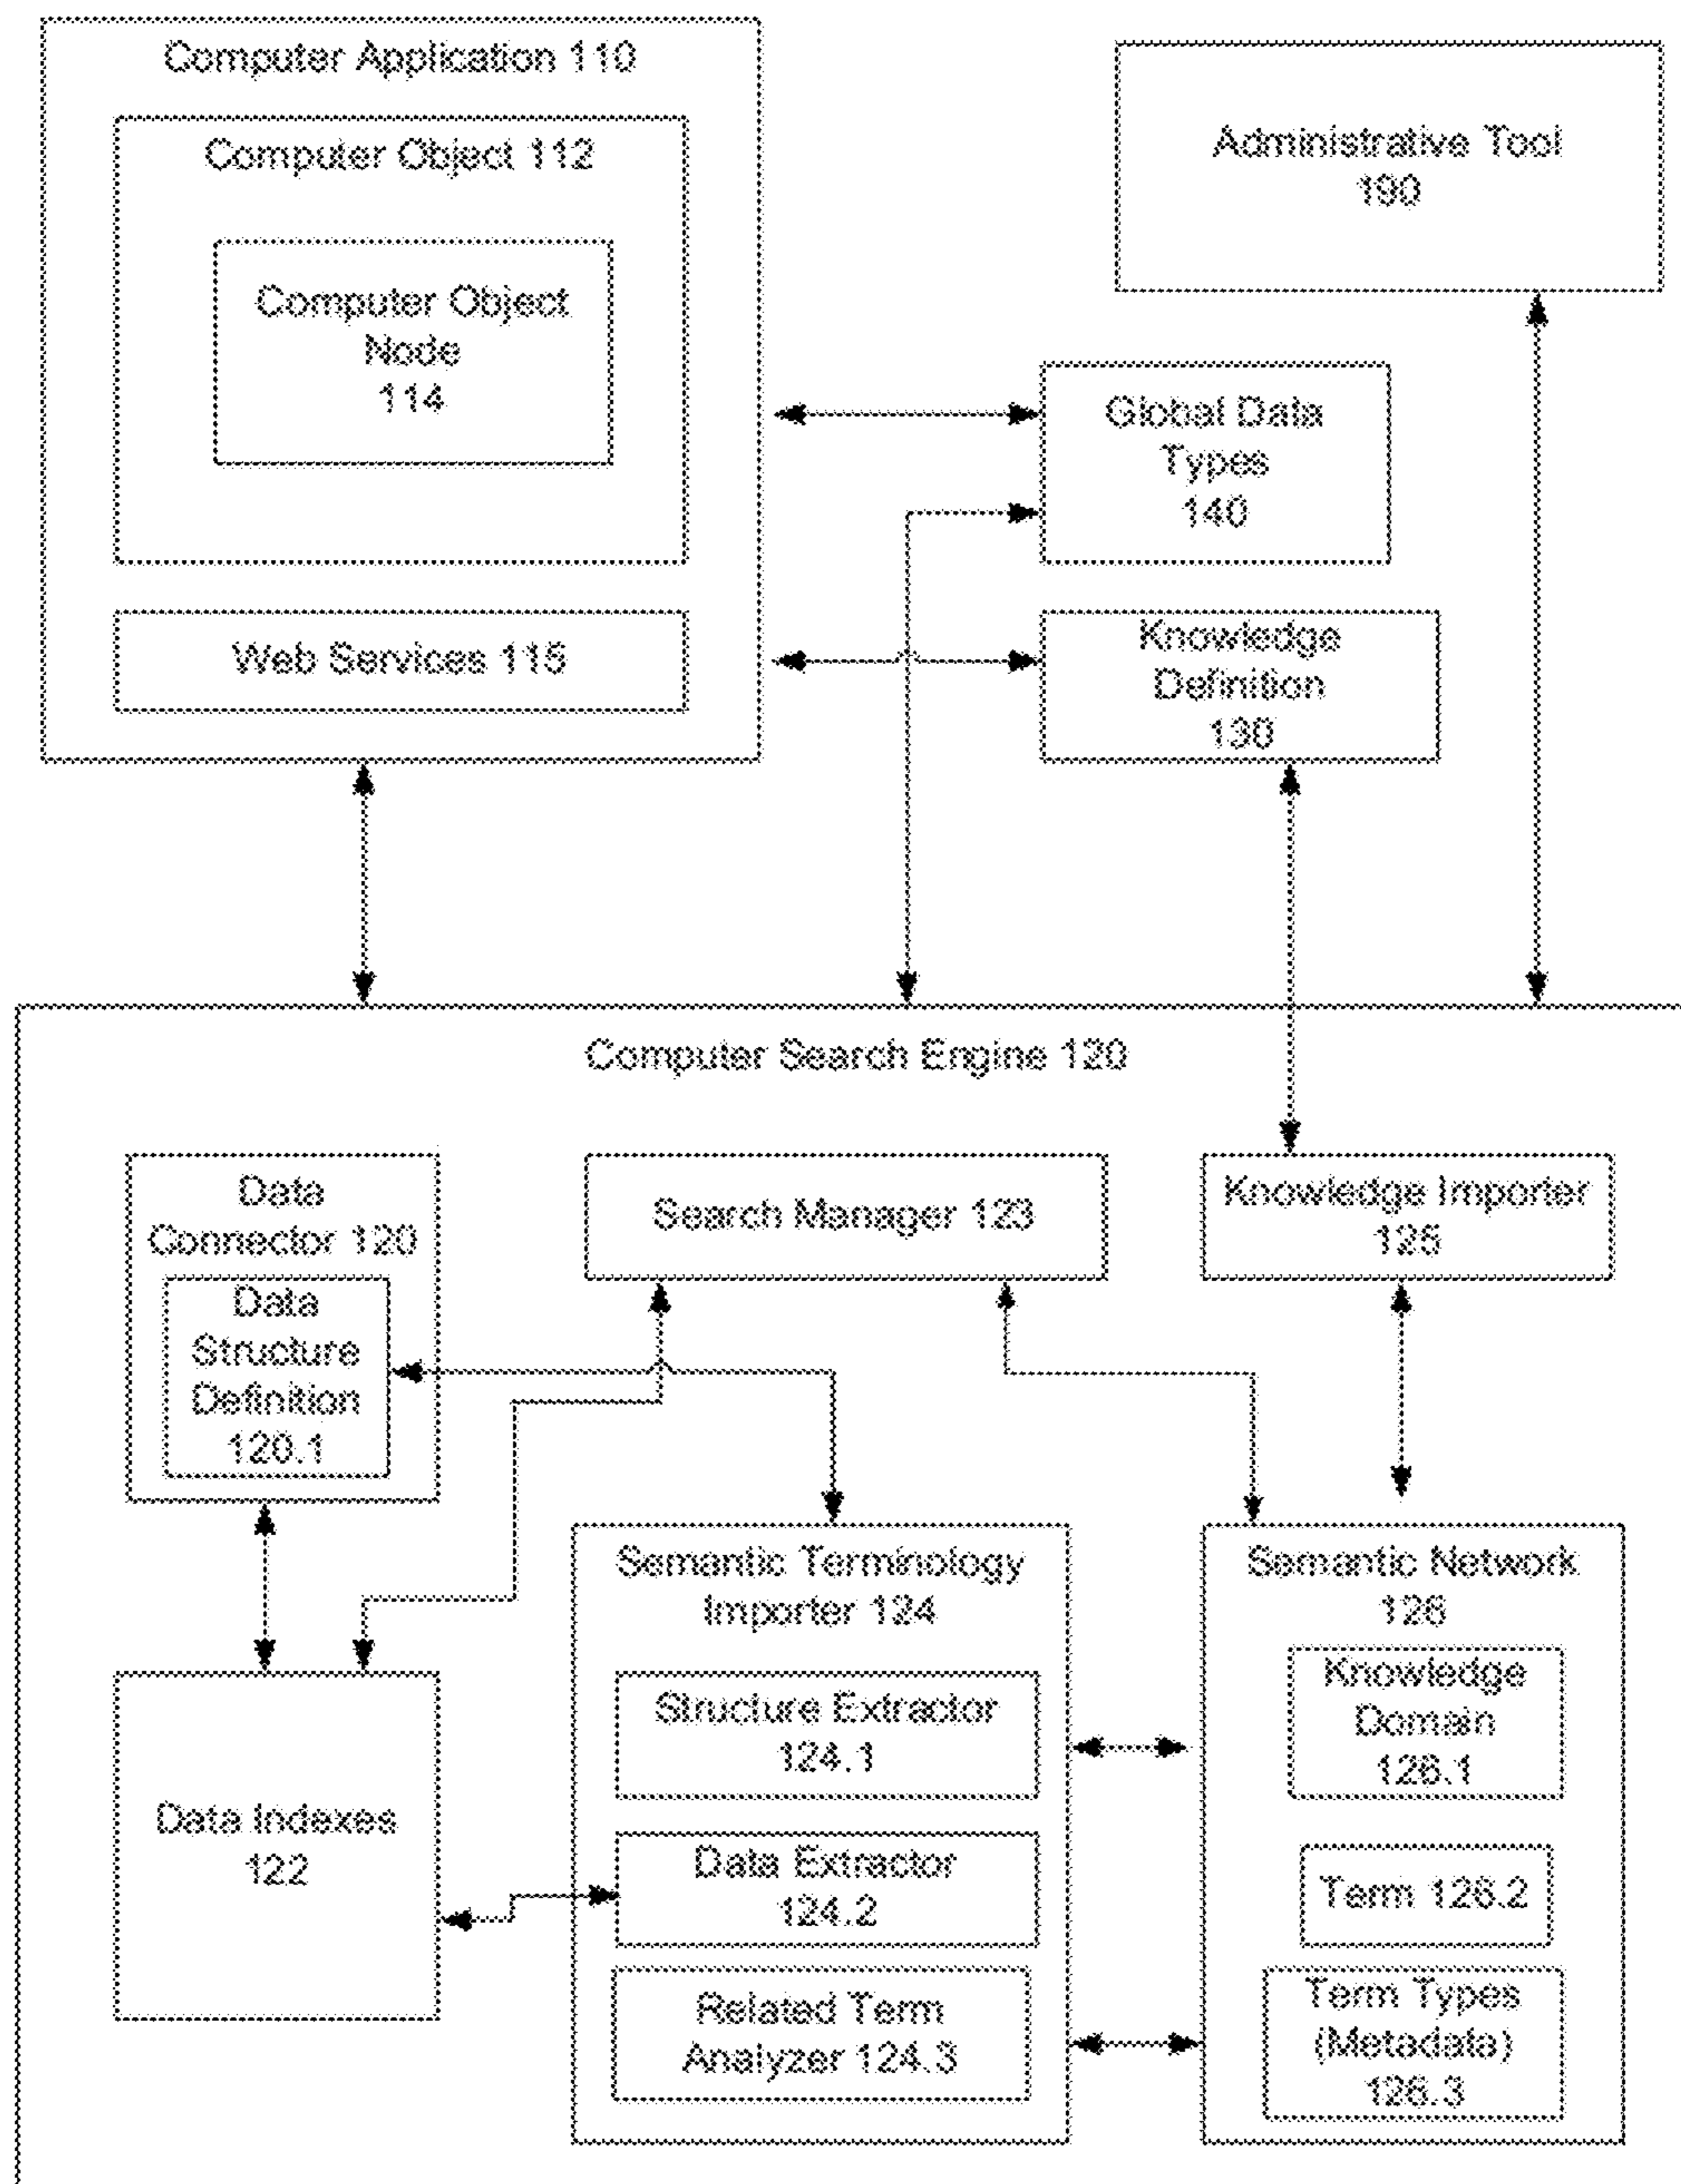 Computer Application 110
Computer Object 112
Computer Object
Node
114
Web Services 115
Administrative Tool
190
Global Data
Types
140
Knowledge
Definition
130
Computer Search Engine 120
Data
Connector 120
Data
Structure
Definition
120.1
Search Manager 123
Knowledge Importer
125
Data Indexes
122
Semantic Terminology
Importer 124
Structure Extractor
124.1
Data Extractor
124.2
Related Term
Analyzer 124.3
Semantic Network
126
Knowledge
Domain
126.1
Term 126.2
Term Types
(Metadata)
126.3